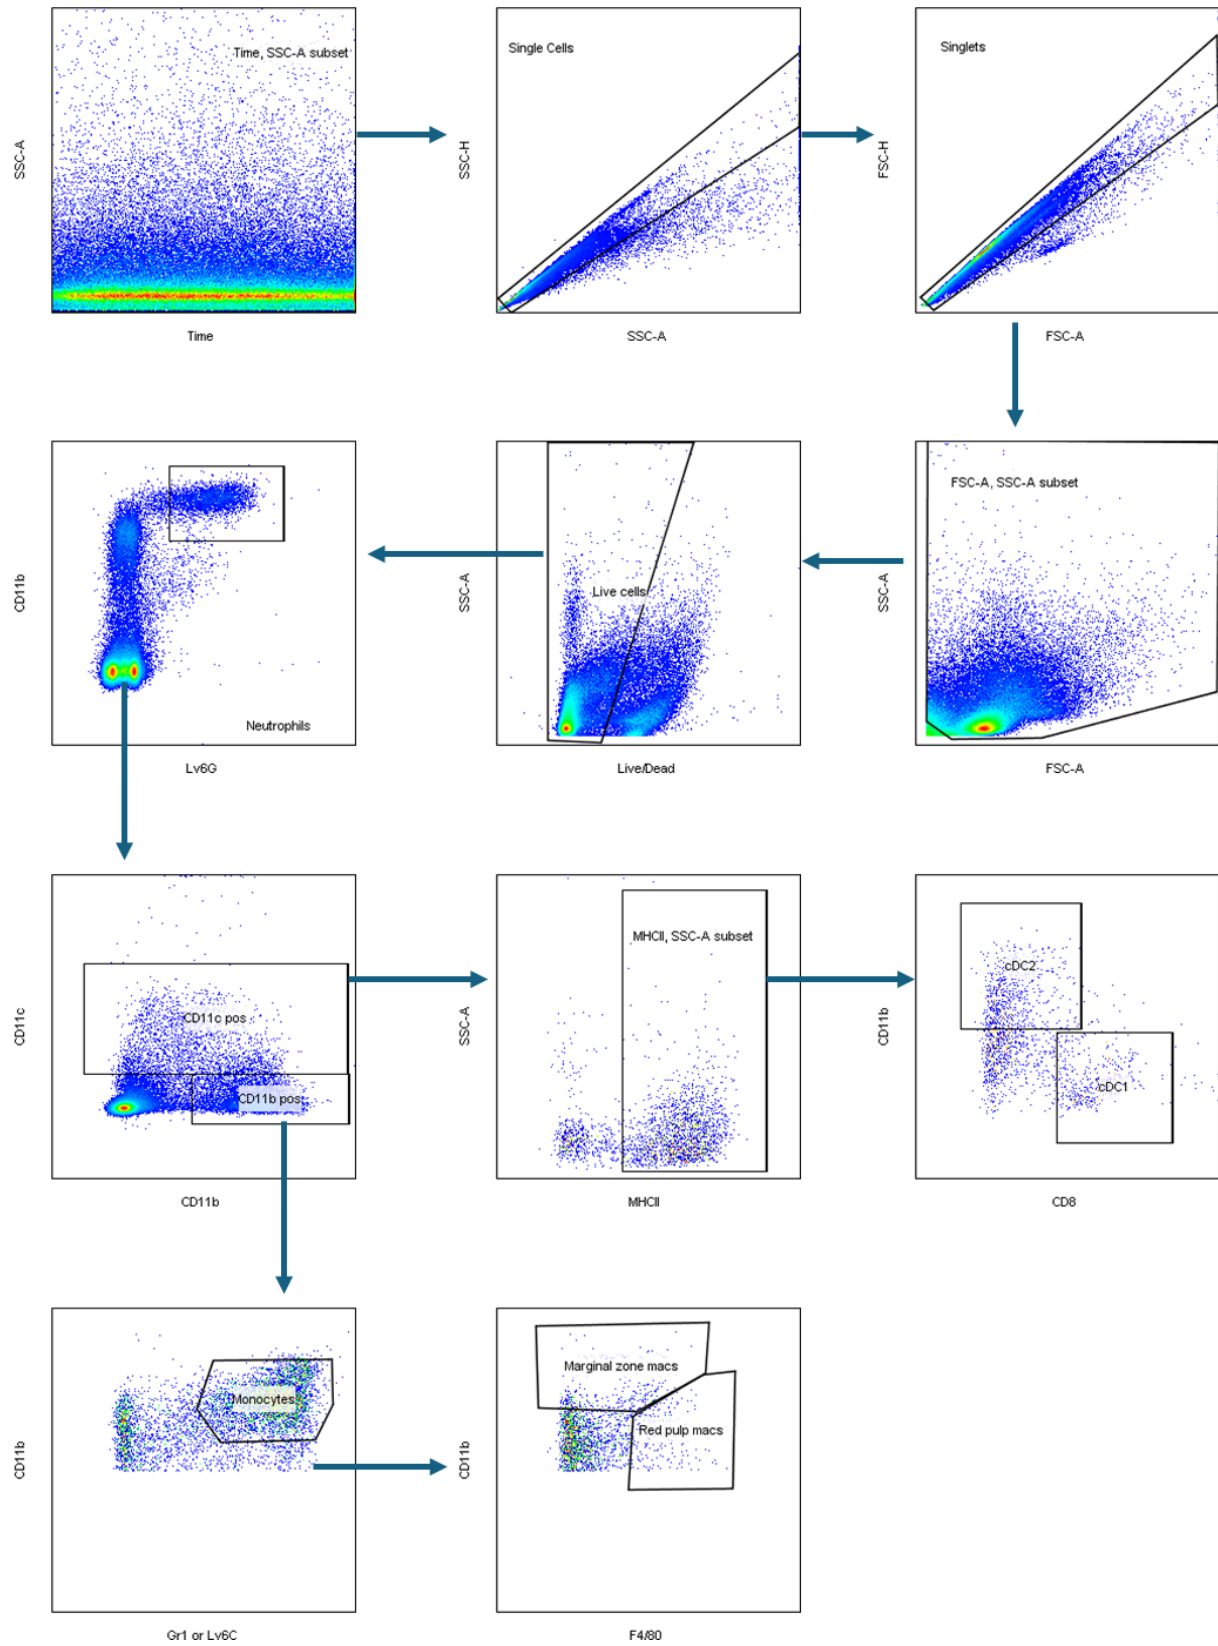 Time, SSC-A subset
SSC-A
Time
Single Cells
SSC-H
SSC-A
Singlets
FSC-H
FSC-A
CD11b
Neutrophils
Ly6G
SSC-A
Live cells
Live/Dead
FSC-A, SSC-A subset
SSC-A
FSC-A
CD11c
CD11c pos
CD11b pos
CD11b
MHCII, SSC-A subset
SSC-A
MHCII
cDC2
CD11b
cDC1
CD8
Monocytes
CD11b
Gr1 or Ly6C
Marginal zone macs
Red pulp macs
CD11b
F4/80